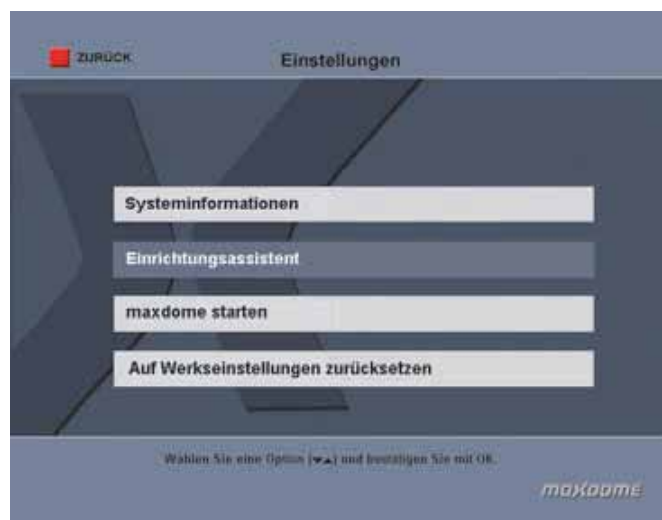 ZURÜCK
Einstellungen
Systeminformationen
Einrichtungsassistent
maxdome starten
Auf Werkseinstellungen zurücksetzen
Wählen Sie eine Option (▼▲) und bestätigen Sie mit OK.
maxdome